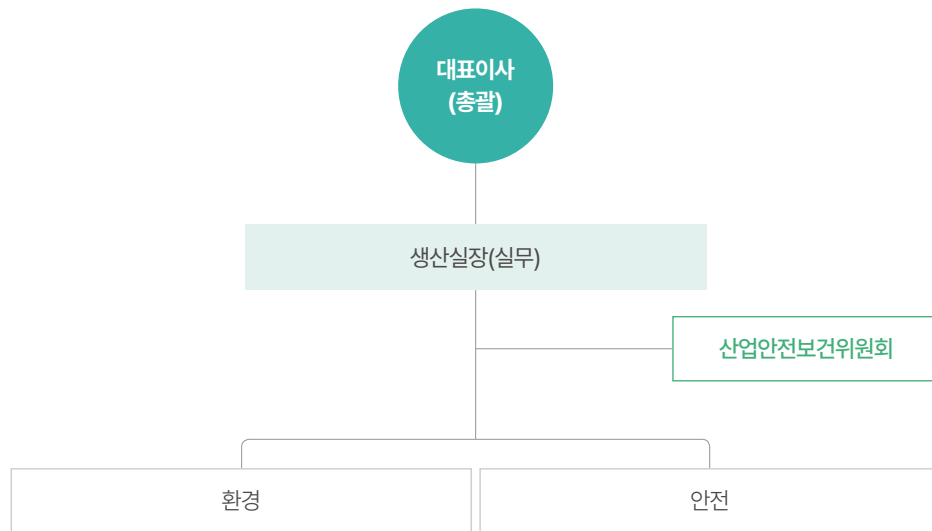 대표이사
(총괄)
생산실장(실무)
산업안전보건위원회
환경
안전